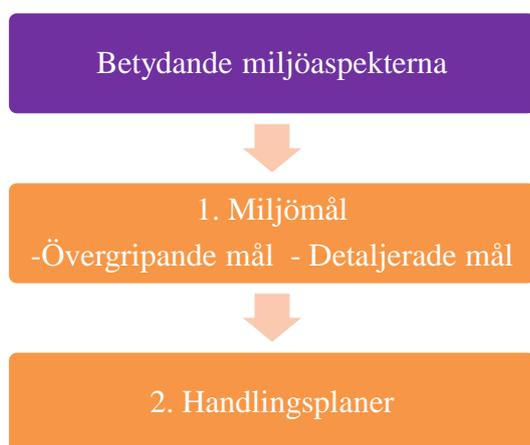 Betydande miljöaspekterna
1. Miljömål
-Övergripande mål - Detaljerade mål
2. Handlingsplaner